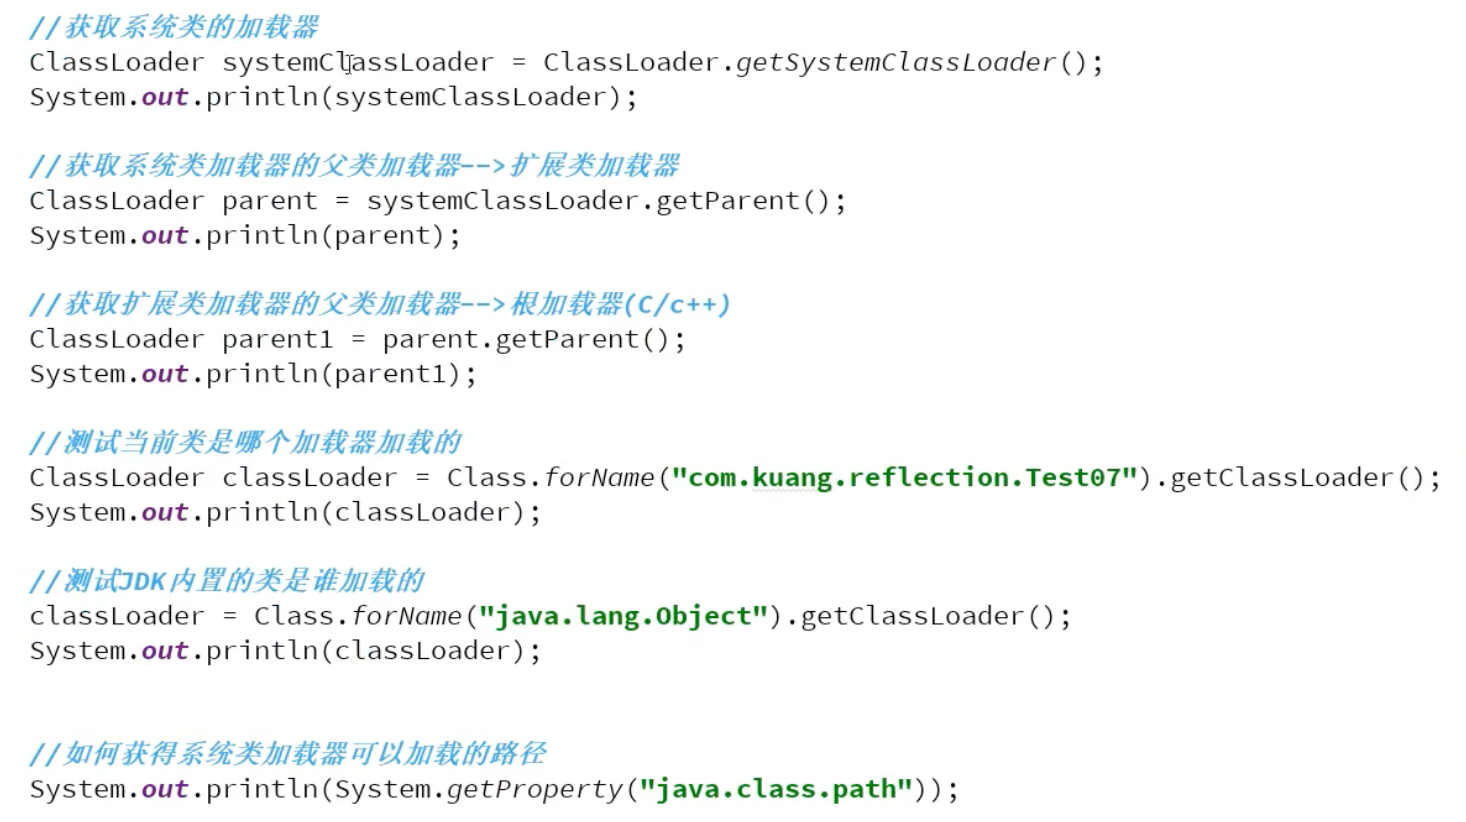 //获取系统类的加载器
ClassLoader systemClassLoader = ClassLoader.getSystemClassLoader();
System.out.println(systemClassLoader);
//获取系统类加载器的父类加载器-->扩展类加载器
ClassLoader parent = systemClassLoader.getParent();
System.out.println(parent);
//获取扩展类加载器的父类加载器-->根加载器(C/c++)
ClassLoader parent1 = parent.getParent();
System.out.println(parent1);
//测试当前类是哪个加载器加载的
ClassLoader classLoader = Class.forName("com.kuang.reflection.Test07").getClassLoader();
System.out.println(classLoader);
//测试JDK内置的类是谁加载的
classLoader = Class.forName("java.lang.Object").getClassLoader();
System.out.println(classLoader);
//如何获得系统类加载器可以加载的路径
System.out.println(System.getProperty("java.class.path"));